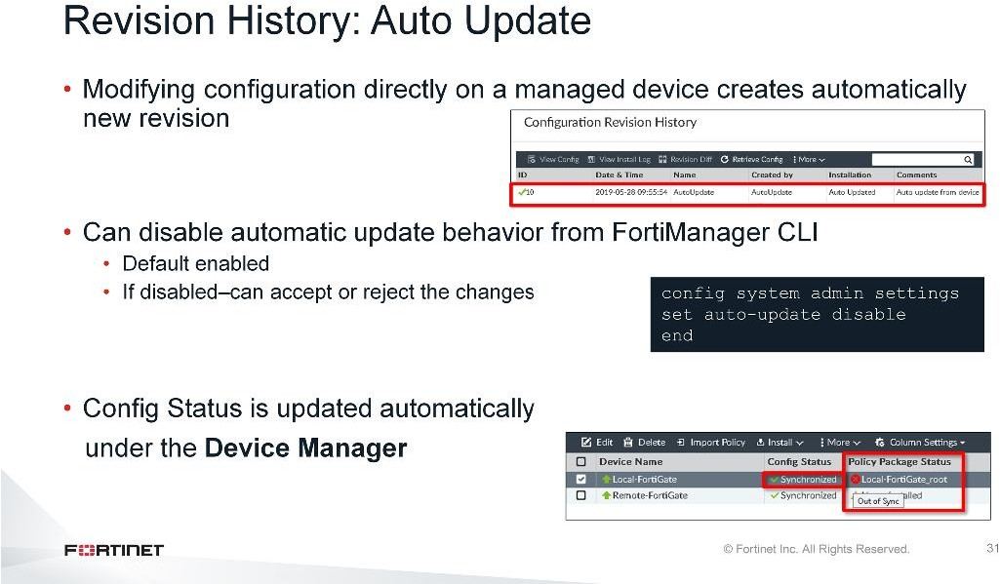 Revision History: Auto Update
• Modifying configuration directly on a managed device creates automatically
new revision
Configuration Revision History
View Config View Install Log Revision Diff Retrieve Config More
ID Date & Time Name Created by Installation Comments
10 2019-05-28 09:55:54 AutoUpdate AutoUpdate Auto Updated Auto update from device
• Can disable automatic update behavior from FortiManager CLI
• Default enabled
• If disabled–can accept or reject the changes
config system admin settings
set auto-update disable
end
• Config Status is updated automatically
under the Device Manager
Edit Delete Import Policy Install More Column Settings
Device Name Config Status Policy Package Status
Local-FortiGate Synchronized Local-FortiGate_root
Remote-FortiGate Synchronized
Out of Sync
FORTINET
© Fortinet Inc. All Rights Reserved.
31